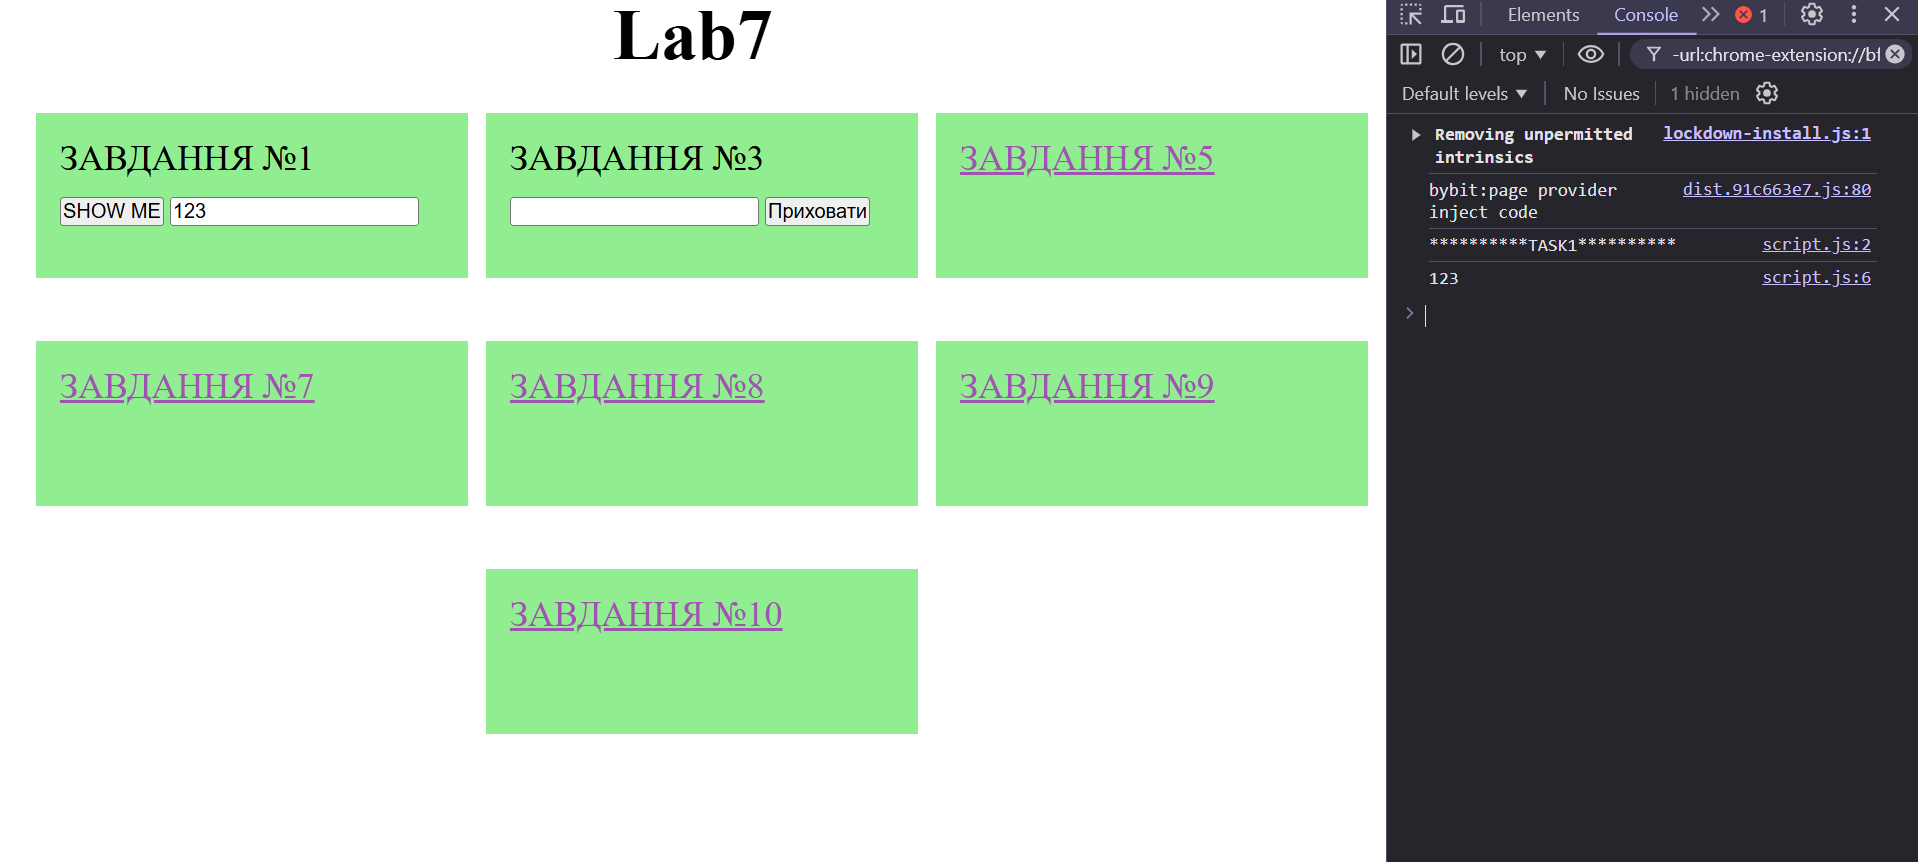 Lab7
ЗАВДАННЯ №1
SHOW ME 123
ЗАВДАННЯ №3
Приховати
ЗАВДАННЯ №5
ЗАВДАННЯ №7
ЗАВДАННЯ №8
ЗАВДАННЯ №9
ЗАВДАННЯ №10
Elements Console 1
top -url:chrome-extension://bf
Default levels No Issues 1 hidden
Removing unpermitted lockdown-install.js:1
intrinsics
bybit:page provider dist.91c663e7.js:80
inject code
**********TASK1********** script.js:2
123 script.js:6